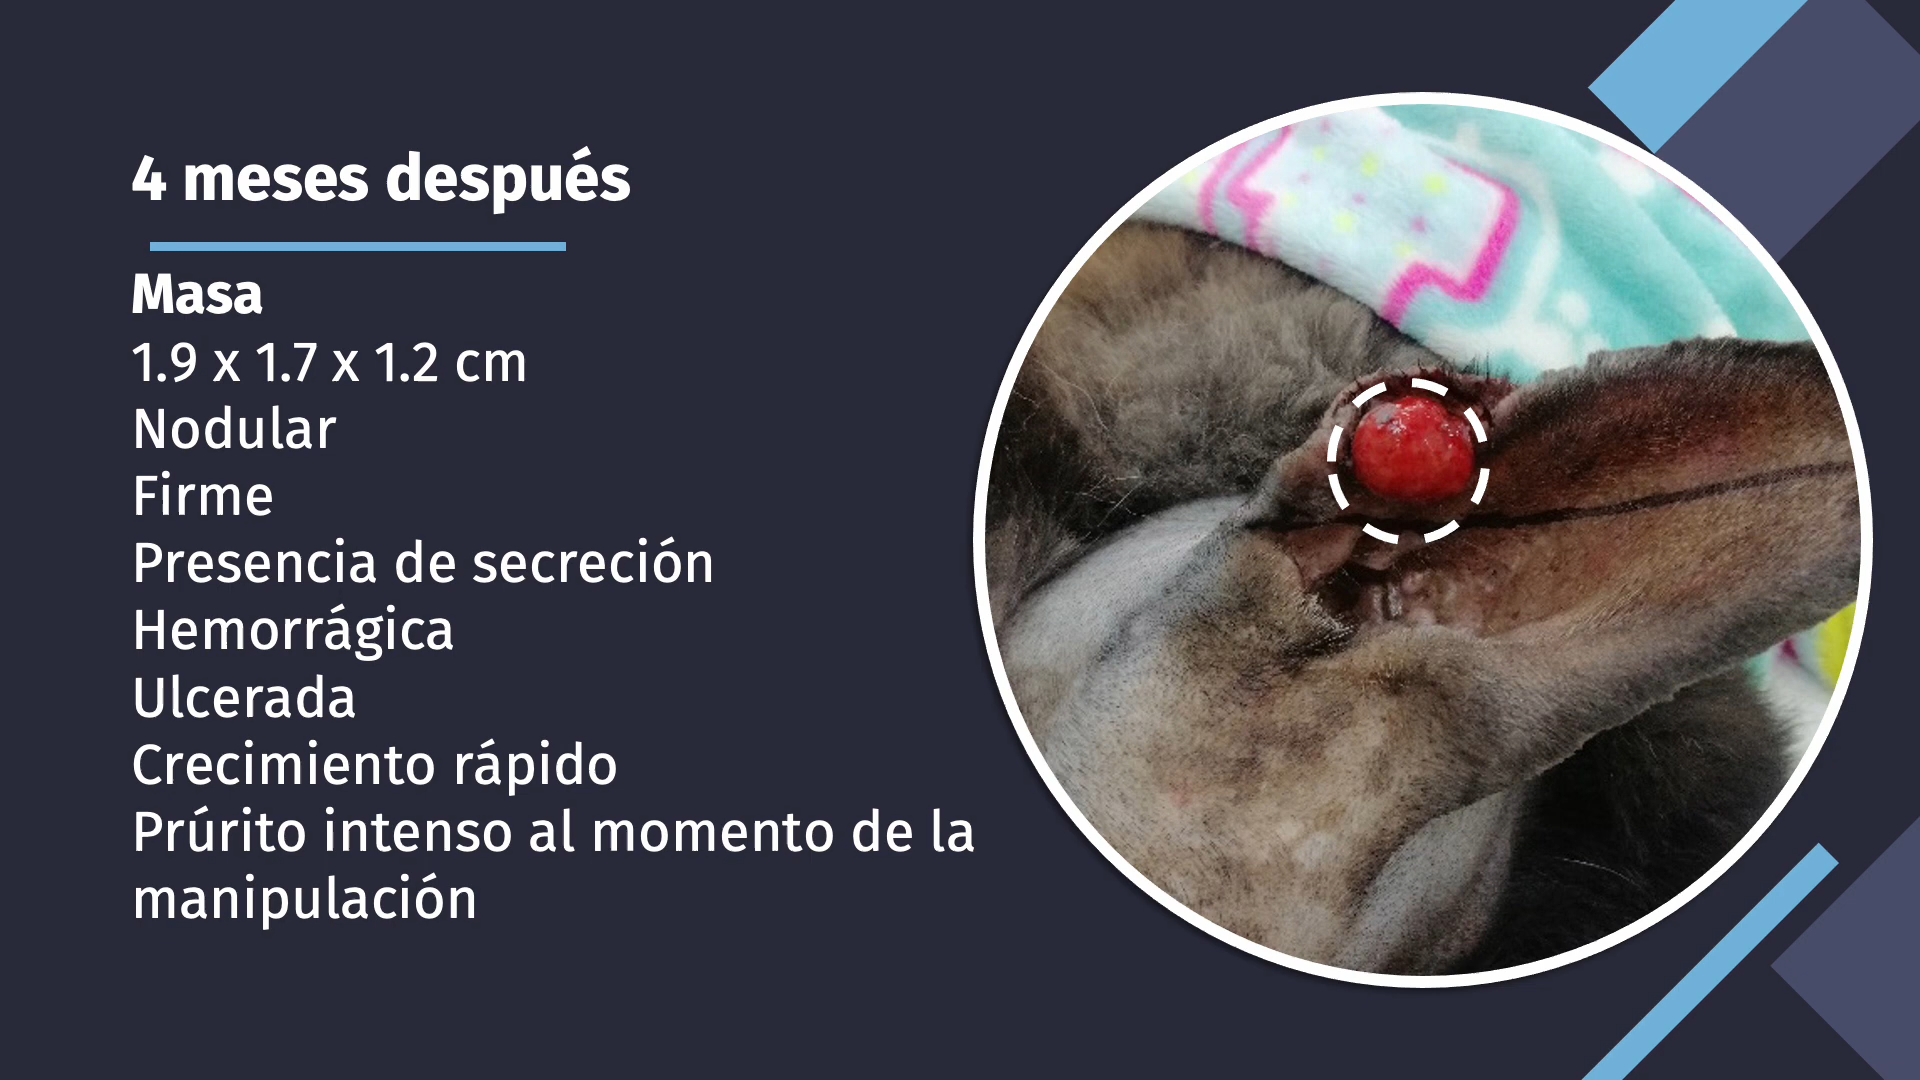 4 meses después
Masa
1.9 x 1.7 x 1.2 cm
Nodular
Firme
Presencia de secreción
Hemorrágica
Ulcerada
Crecimiento rápido
Prúrito intenso al momento de la
manipulación